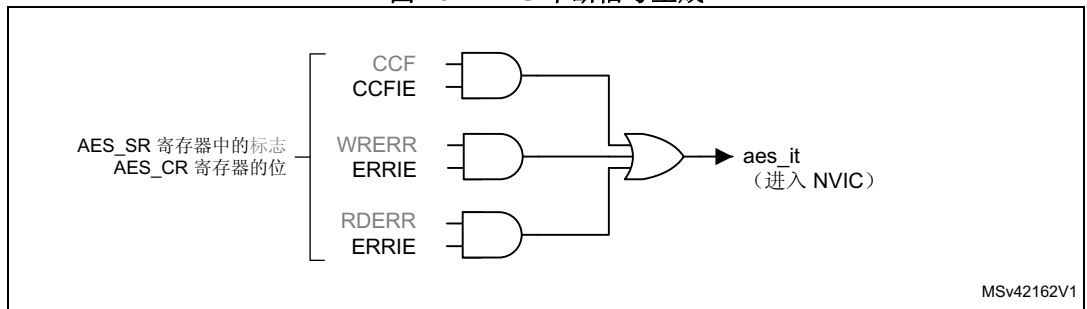 CCF
CCFIE
AES_SR 寄存器中的标志
AES_CR 寄存器的位
WRERR
ERRIE
aes_it
（进入 NVIC）
RDERR
ERRIE
MSv42162V1